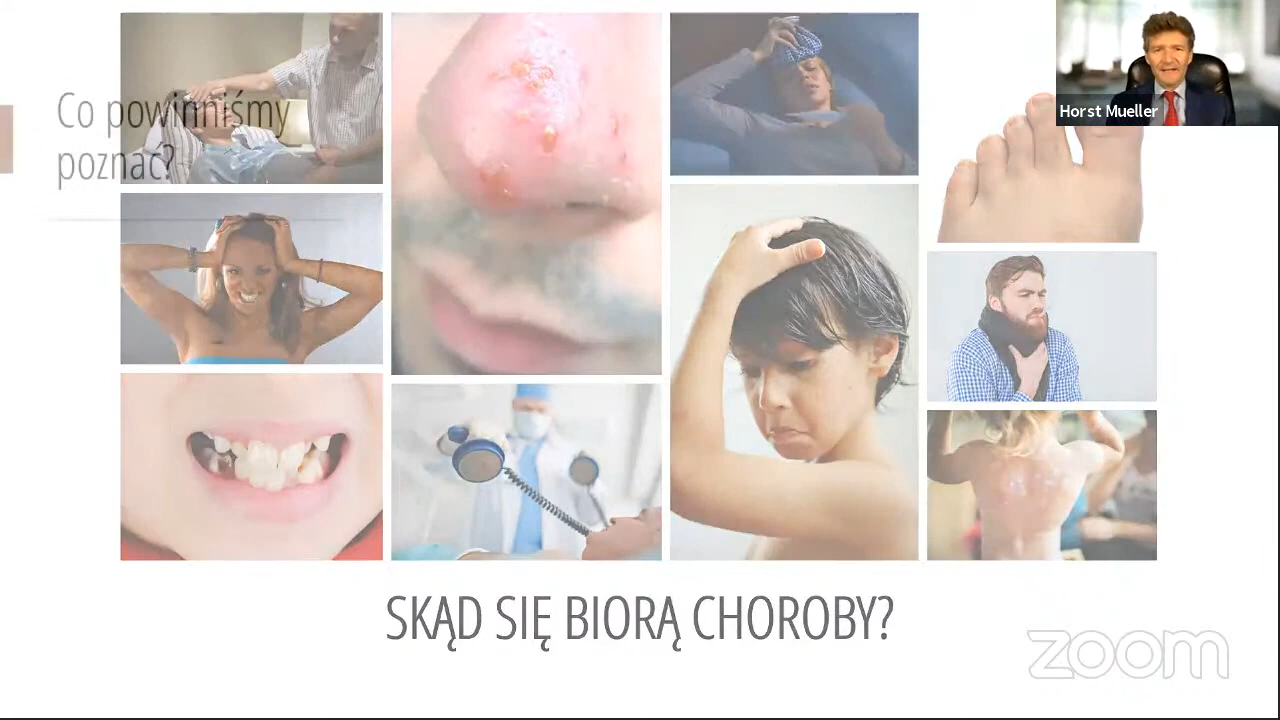 Co powinniśmy
poznać?
Horst Mueller
SKĄD SIĘ BIORĄ CHOROBY?
zoom